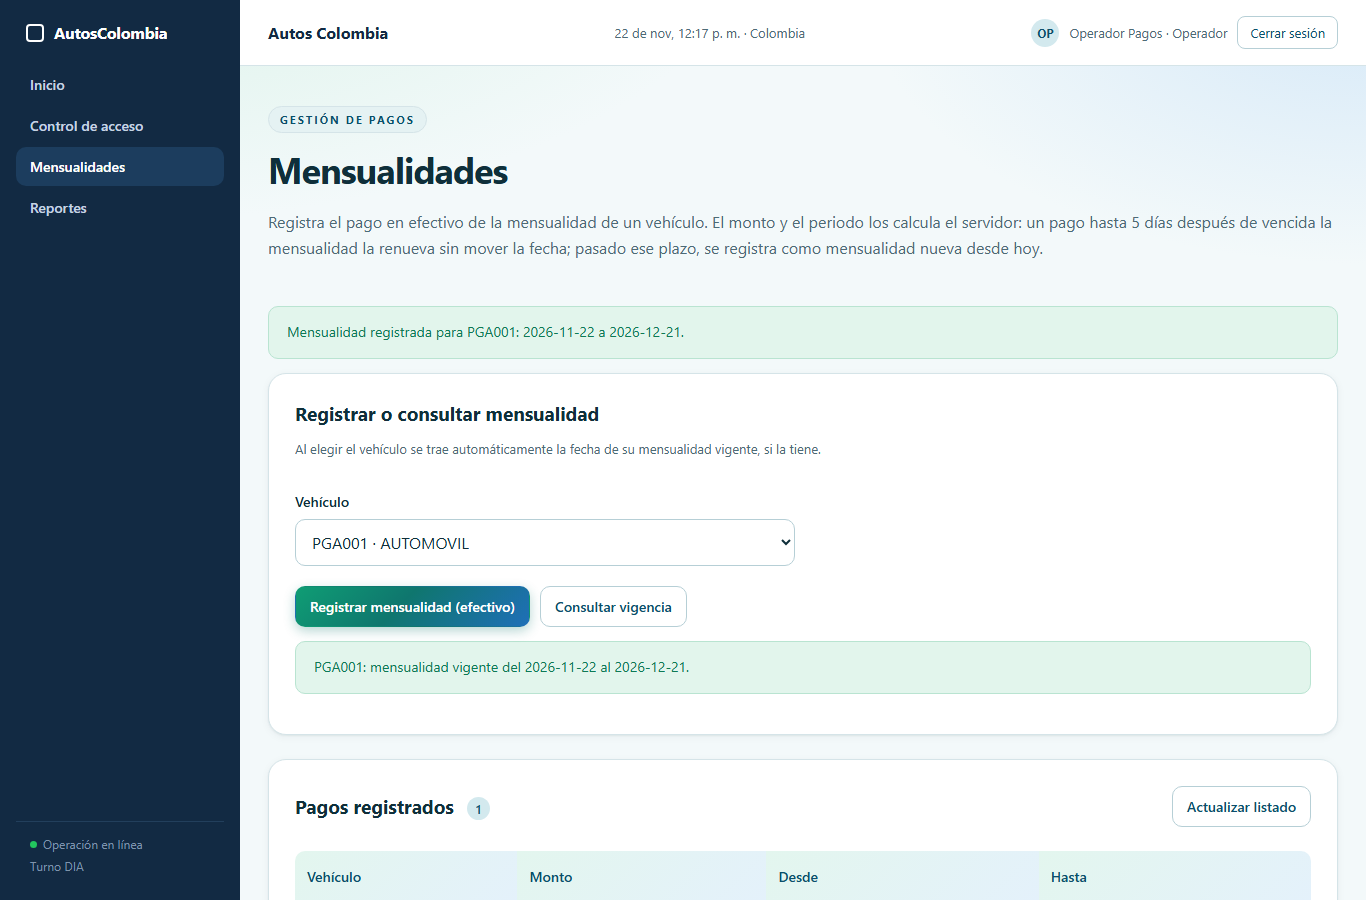 AutosColombia
Inicio
Control de acceso
Mensualidades
Reportes
Operación en línea
Turno DIA
Autos Colombia
22 de nov, 12:17 p. m. · Colombia
OP
Operador Pagos · Operador
Cerrar sesión
GESTIÓN DE PAGOS
Mensualidades
Registra el pago en efectivo de la mensualidad de un vehículo. El monto y el periodo los calcula el servidor: un pago hasta 5 días después de vencida la
mensualidad la renueva sin mover la fecha; pasado ese plazo, se registra como mensualidad nueva desde hoy.
Mensualidad registrada para PGA001: 2026-11-22 a 2026-12-21.
Registrar o consultar mensualidad
Al elegir el vehículo se trae automáticamente la fecha de su mensualidad vigente, si la tiene.
Vehículo
PGA001 · AUTOMOVIL
Registrar mensualidad (efectivo)
Consultar vigencia
PGA001: mensualidad vigente del 2026-11-22 al 2026-12-21.
Pagos registrados 1
Actualizar listado
Vehículo Monto Desde Hasta